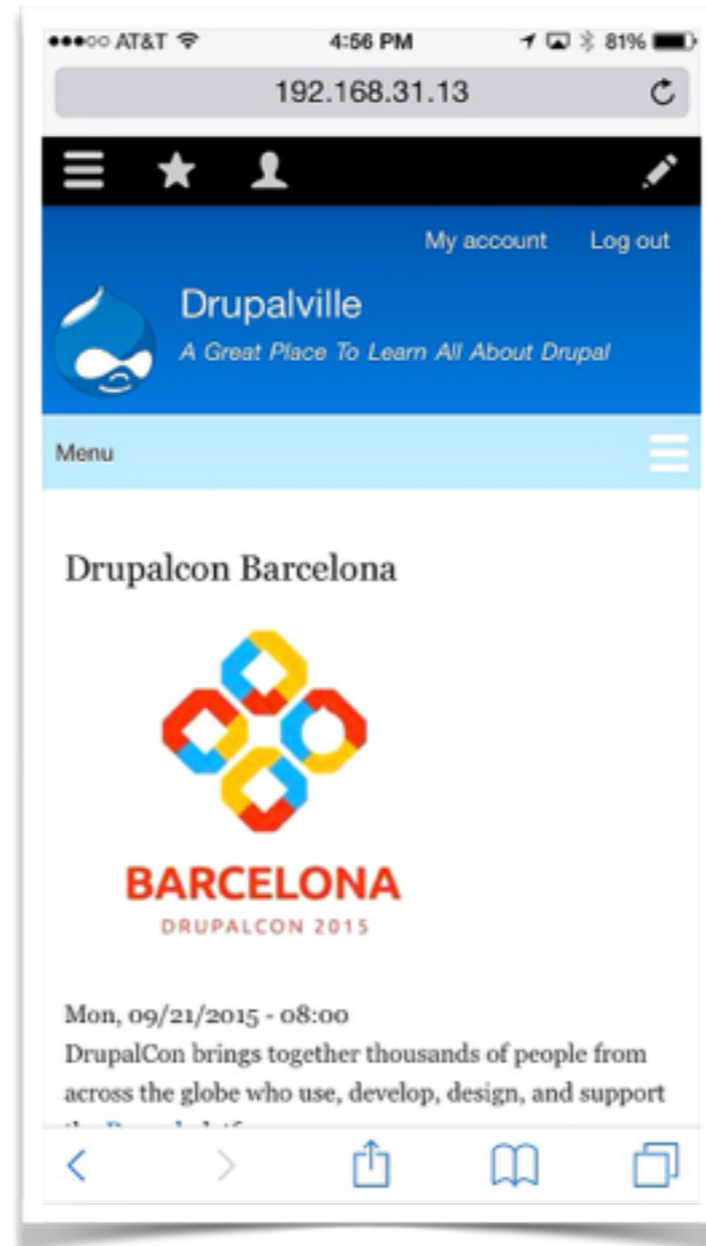 AT&T 4:56 PM 81%
192.168.31.13
My account Log out
Drupalville
A Great Place To Learn All About Drupal
Menu
Drupalcon Barcelona
BARCELONA
DRUPALCON 2015
Mon, 09/21/2015 - 08:00
DrupalCon brings together thousands of people from
across the globe who use, develop, design, and support